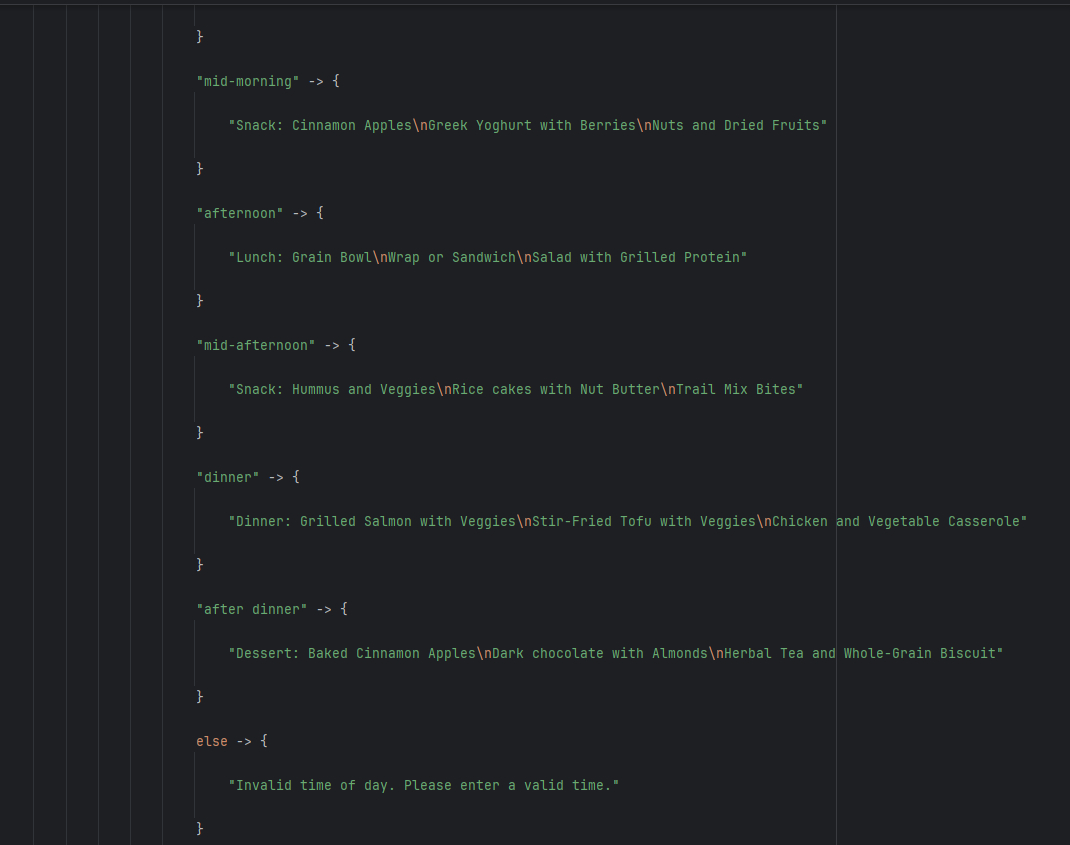 }
"mid-morning" -> {
"Snack: Cinnamon Apples\nGreek Yoghurt with Berries\nNuts and Dried Fruits"
}
"afternoon" -> {
"Lunch: Grain Bowl\nWrap or Sandwich\nSalad with Grilled Protein"
}
"mid-afternoon" -> {
"Snack: Hummus and Veggies\nRice cakes with Nut Butter\nTrail Mix Bites"
}
"dinner" -> {
"Dinner: Grilled Salmon with Veggies\nStir-Fried Tofu with Veggies\nChicken and Vegetable Casserole"
}
"after dinner" -> {
"Dessert: Baked Cinnamon Apples\nDark chocolate with Almonds\nHerbal Tea and Whole-Grain Biscuit"
}
else -> {
"Invalid time of day. Please enter a valid time."
}